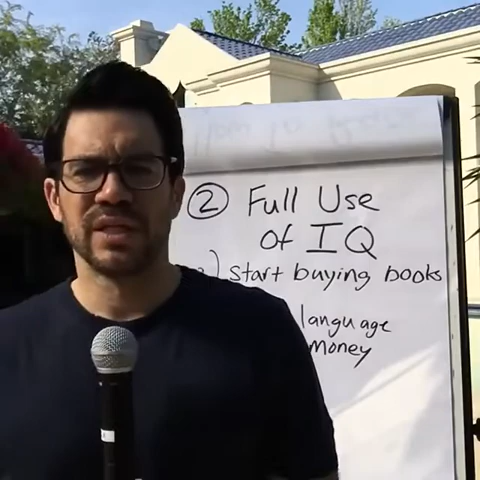 ② Full Use
of IQ
start buying books
language
money